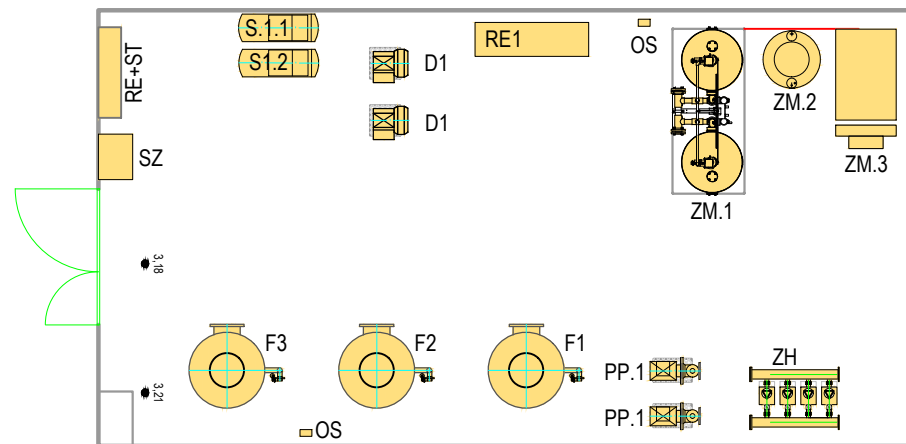 S.1.1
S1.2
RE+ST
D1
D1
RE1
OS
ZM.1
ZM.2
ZM.3
SZ
3,18
3,21
F3
F2
F1
PP.1
PP.1
ZH
OS